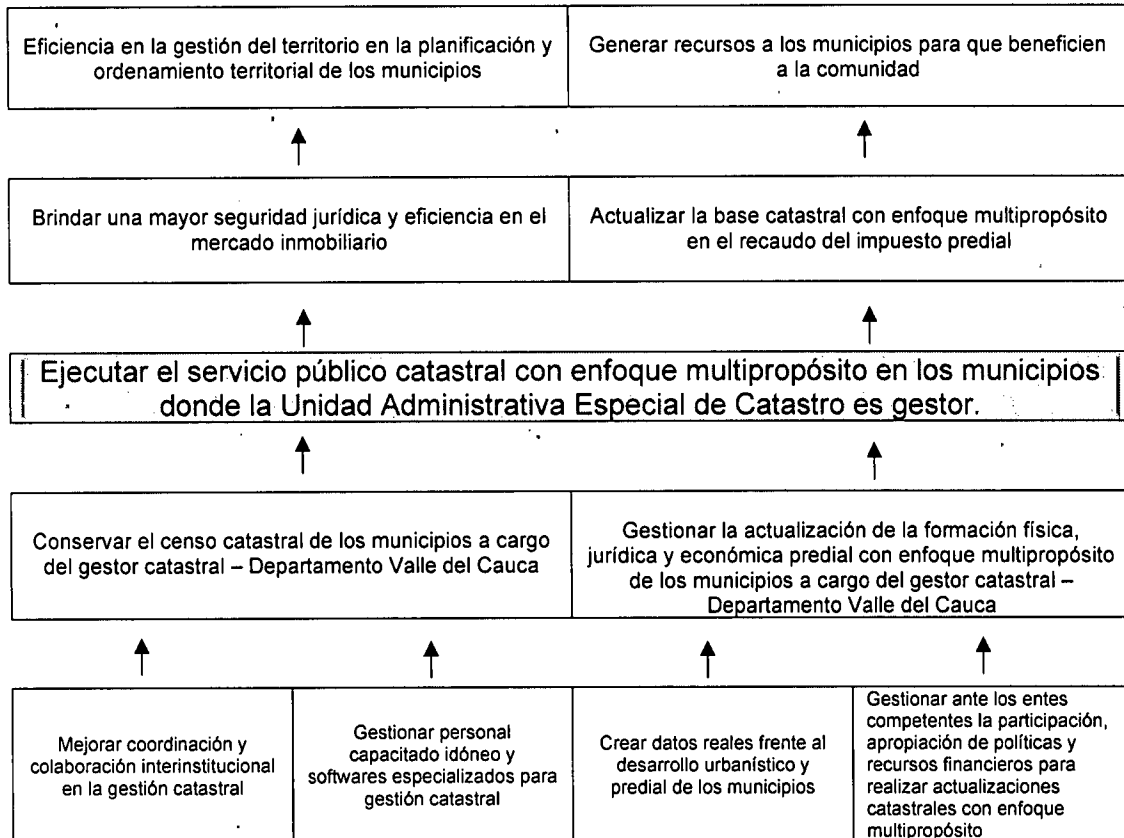 Eficiencia en la gestión del territorio en la planificación y
ordenamiento territorial de los municipios
Generar recursos a los municipios para que beneficien
a la comunidad
Brindar una mayor seguridad jurídica y eficiencia en el
mercado inmobiliario
Actualizar la base catastral con enfoque multipropósito
en el recaudo del impuesto predial
Ejecutar el servicio público catastral con enfoque multipropósito en los municipios
donde la Unidad Administrativa Especial de Catastro es gestor.
Conservar el censo catastral de los municipios a cargo
del gestor catastral – Departamento Valle del Cauca
Gestionar la actualización de la formación física,
jurídica y económica predial con enfoque multipropósito
de los municipios a cargo del gestor catastral –
Departamento Valle del Cauca
Mejorar coordinación y
colaboración interinstitucional
en la gestión catastral
Gestionar personal
capacitado idóneo y
softwares especializados para
gestión catastral
Crear datos reales frente al
desarrollo urbanístico y
predial de los municipios
Gestionar ante los entes
competentes la participación,
apropiación de políticas y
recursos financieros para
realizar actualizaciones
catastrales con enfoque
multipropósito